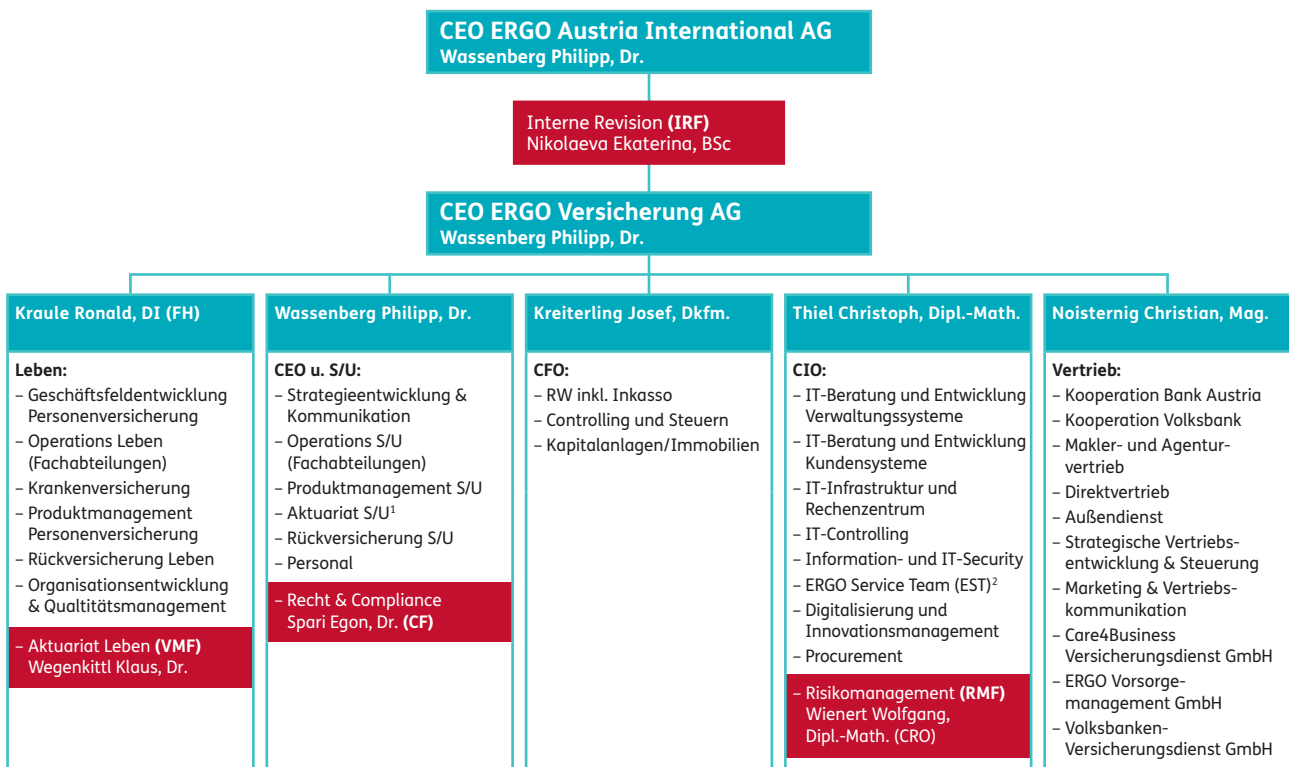 CEO ERGO Austria International AG
Wassenberg Philipp, Dr.
Interne Revision (IRF)
Nikolaeva Ekaterina, BSc
CEO ERGO Versicherung AG
Wassenberg Philipp, Dr.
Kraule Ronald, DI (FH)
Leben:
– Geschäftsfeldentwicklung
Personenversicherung
– Operations Leben
(Fachabteilungen)
– Krankenversicherung
– Produktmanagement
Personenversicherung
– Rückversicherung Leben
– Organisationsentwicklung
& Qualtitätsmanagement
– Aktuariat Leben (VMF)
Wegenkittl Klaus, Dr.
Wassenberg Philipp, Dr.
CEO u. S/U:
– Strategieentwicklung &
Kommunikation
– Operations S/U
(Fachabteilungen)
– Produktmanagement S/U
– Aktuariat S/U¹
– Rückversicherung S/U
– Personal
– Recht & Compliance
Spari Egon, Dr. (CF)
Kreiterling Josef, Dkfm.
CFO:
– RW inkl. Inkasso
– Controlling und Steuern
– Kapitalanlagen/Immobilien
Thiel Christoph, Dipl.-Math.
CIO:
– IT-Beratung und Entwicklung
Verwaltungssysteme
– IT-Beratung und Entwicklung
Kundensysteme
– IT-Infrastruktur und
Rechenzentrum
– IT-Controlling
– Information- und IT-Security
– ERGO Service Team (EST)²
– Digitalisierung und
Innovationsmanagement
– Procurement
– Risikomanagement (RMF)
Wienert Wolfgang,
Dipl.-Math. (CRO)
Noisternig Christian, Mag.
Vertrieb:
– Kooperation Bank Austria
– Kooperation Volksbank
– Makler- und Agentur-
vertrieb
– Direktvertrieb
– Außendienst
– Strategische Vertriebs-
entwicklung & Steuerung
– Marketing & Vertriebs-
kommunikation
– Care4Business
Versicherungsdienst GmbH
– ERGO Vorsorge-
management GmbH
– Volksbanken-
Versicherungsdienst GmbH